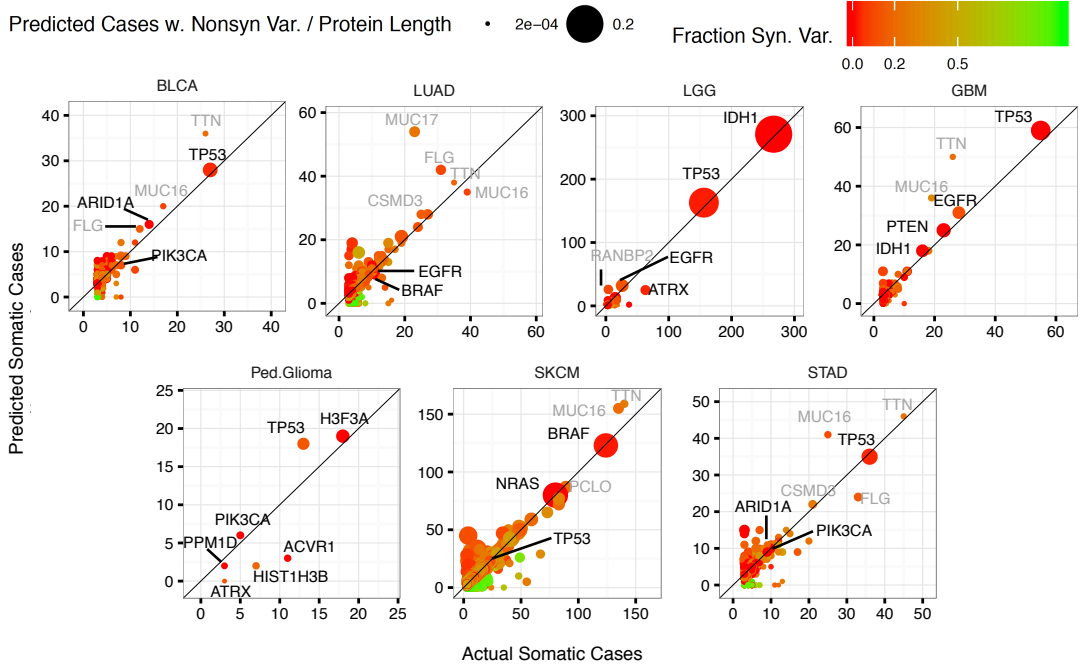 Predicted Cases w. Nonsyn Var. / Protein Length 2e-04 0.2
Fraction Syn. Var.
0.0 0.2 0.5
BLCA
40
30
20
10
0
TTN
TP53
MUC16
ARID1A
FLG
PIK3CA
0 10 20 30 40
LUAD
60
40
20
0
MUC17
FLG
TTN
CSMD3
MUC16
EGFR
BRAF
0 20 40 60
LGG
300
200
100
0
IDH1
TP53
RANBP2
EGFR
ATRX
0 100 200 300
GBM
60
40
20
0
TP53
TTN
MUC16
EGFR
PTEN
IDH1
0 20 40 60
Predicted Somatic Cases
Ped.Glioma
25
20
15
10
5
0
H3F3A
TP53
PIK3CA
PPM1D
ACVR1
HIST1H3B
ATRX
0 5 10 15 20 25
SKCM
150
100
50
0
TTN
MUC16
BRAF
NRAS
PCLO
TP53
0 50 100 150
STAD
50
40
30
20
10
0
TTN
MUC16
TP53
CSMD3
FLG
ARID1A
PIK3CA
0 10 20 30 40 50
Actual Somatic Cases